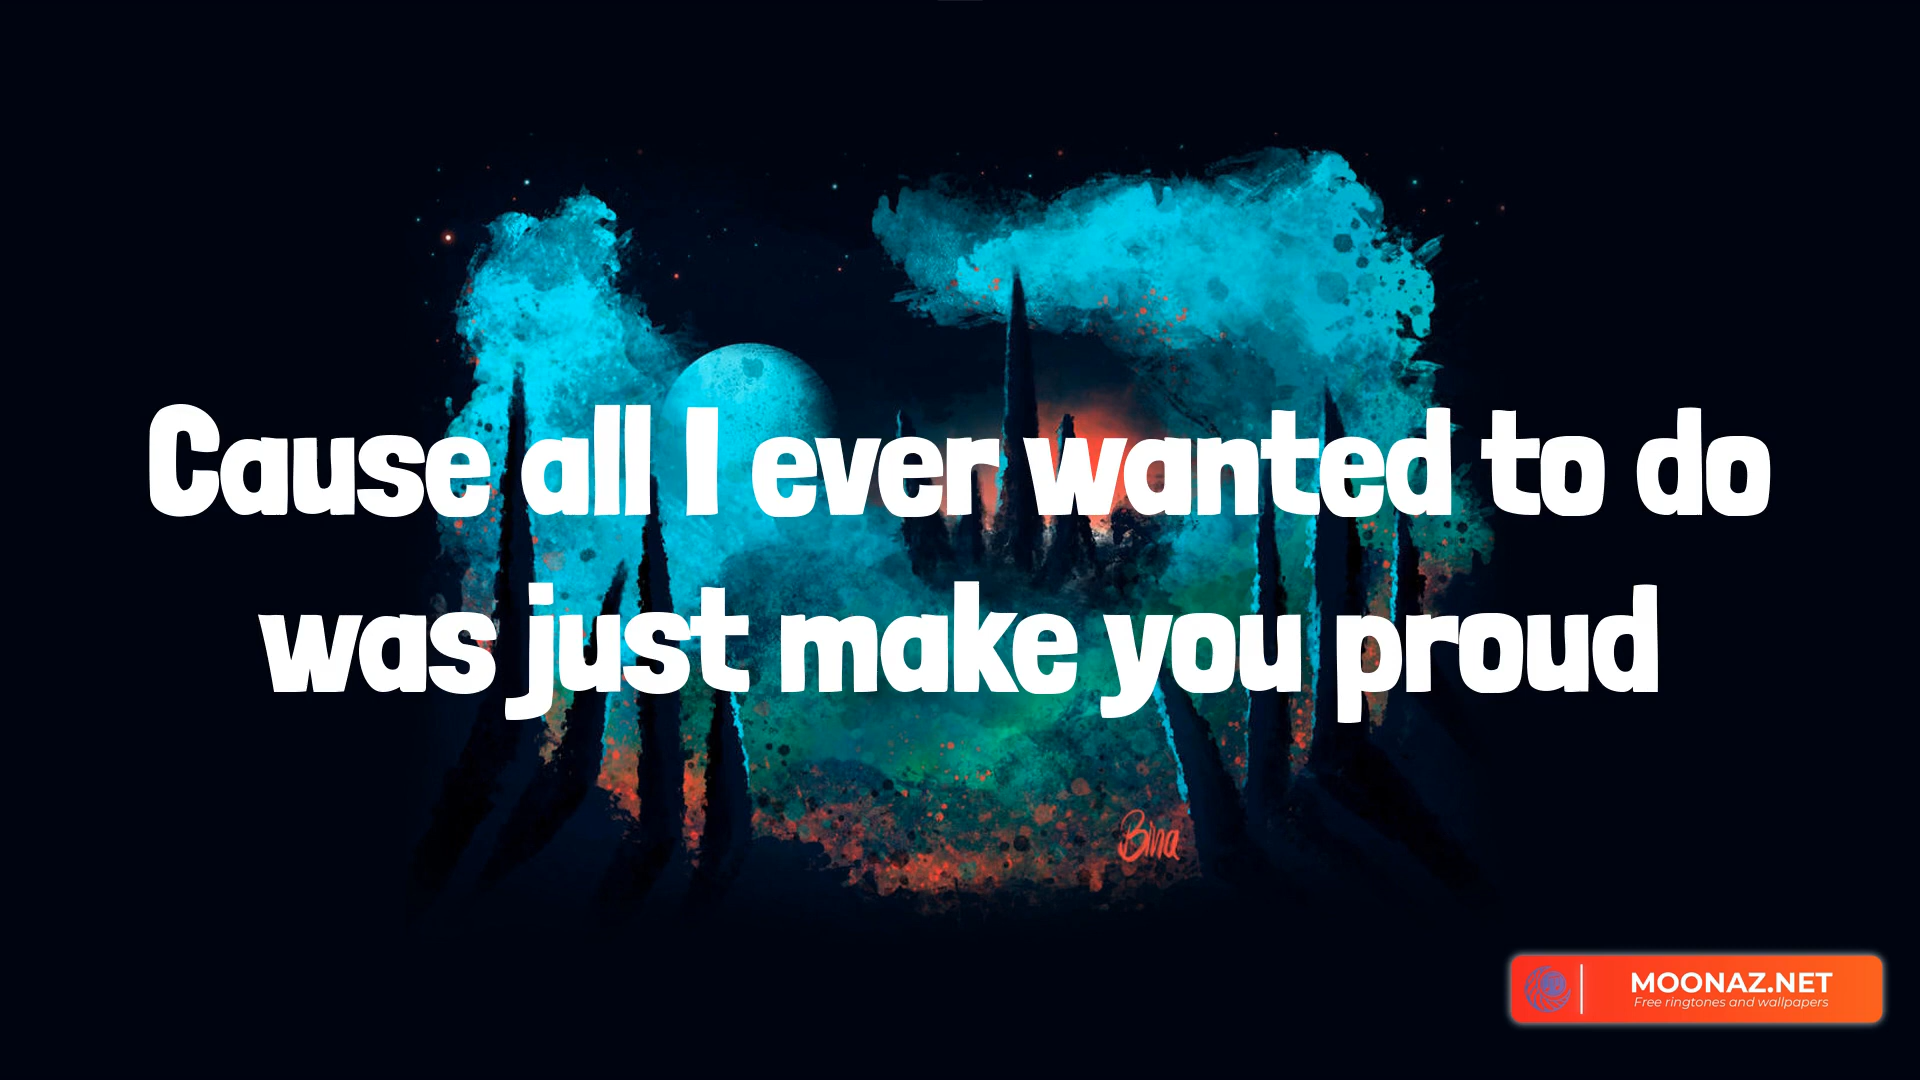 Cause all I ever wanted to do
was just make you proud
Bina
MOONAZ.NET
Free ringtones and wallpapers